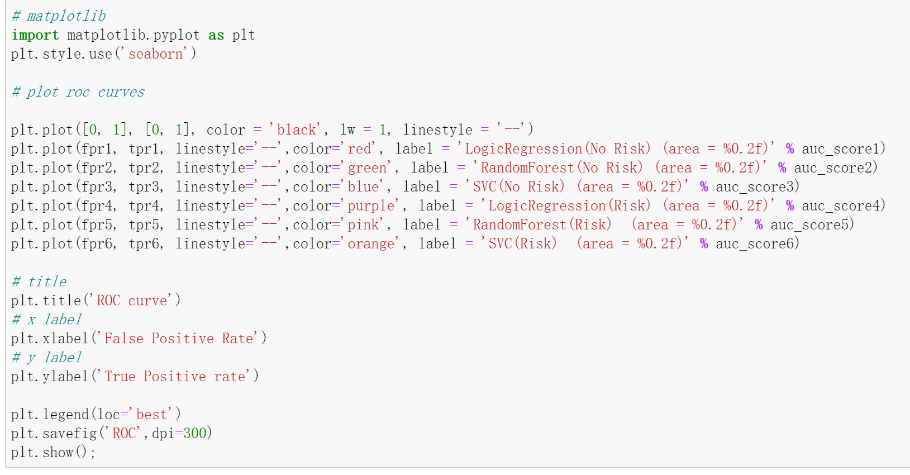 # matplotlib
import matplotlib.pyplot as plt
plt.style.use('seaborn')
# plot roc curves
plt.plot([0, 1], [0, 1], color = 'black', lw = 1, linestyle = '--')
plt.plot(fpr1, tpr1, linestyle='--',color='red', label = 'LogicRegression(No Risk) (area = %0.2f)' % auc_score1)
plt.plot(fpr2, tpr2, linestyle='--',color='green', label = 'RandomForest(No Risk) (area = %0.2f)' % auc_score2)
plt.plot(fpr3, tpr3, linestyle='--',color='blue', label = 'SVC(No Risk) (area = %0.2f)' % auc_score3)
plt.plot(fpr4, tpr4, linestyle='--',color='purple', label = 'LogicRegression(Risk) (area = %0.2f)' % auc_score4)
plt.plot(fpr5, tpr5, linestyle='--',color='pink', label = 'RandomForest(Risk)  (area = %0.2f)' % auc_score5)
plt.plot(fpr6, tpr6, linestyle='--',color='orange', label = 'SVC(Risk)  (area = %0.2f)' % auc_score6)
# title
plt.title('ROC curve')
# x label
plt.xlabel('False Positive Rate')
# y label
plt.ylabel('True Positive rate')
plt.legend(loc='best')
plt.savefig('ROC',dpi=300)
plt.show();